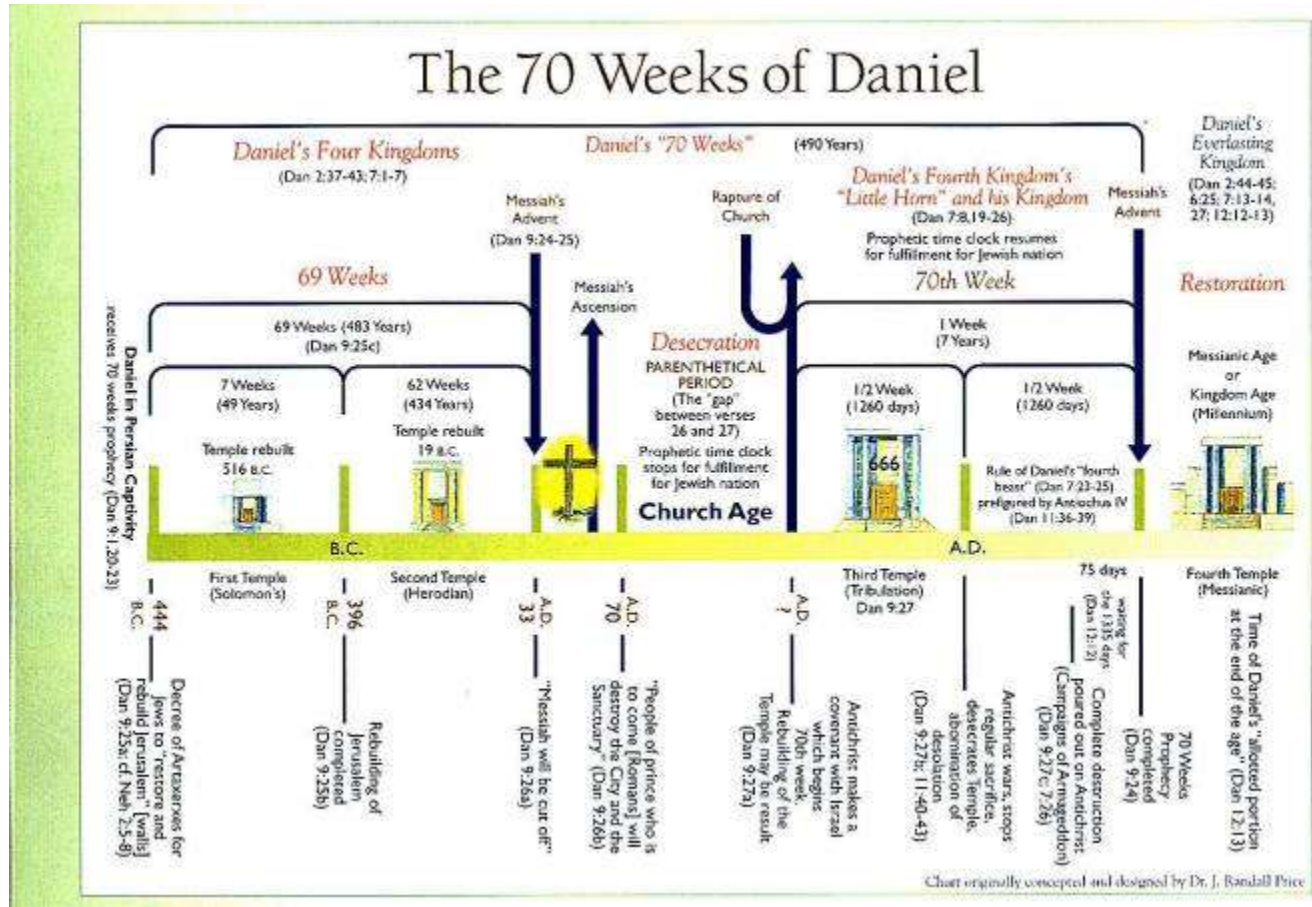 The 70 Weeks of Daniel
Daniel's Four Kingdoms
(Dan 2:37-43; 7:1-7)
Daniel's "70 Weeks"
(490 Years)
Daniel's
Everlasting
Kingdom
(Dan 2:44-45;
6:25; 7:13-14,
27; 12:12-13)
Messiah's
Advent
(Dan 9:24-25)
Rapture of
Church
Daniel's Fourth Kingdom's
"Little Horn" and his Kingdom
(Dan 7:8,19-26)
Prophetic time clock resumes
for fulfillment for Jewish nation
Messiah's
Advent
69 Weeks
Messiah's
Ascension
70th Week
Restoration
69 Weeks (483 Years)
(Dan 9:25c)
1 Week
(7 Years)
Desecration
PARENTHETICAL
PERIOD
(The "gap"
between verses
26 and 27)
Prophetic time clock
stops for fulfillment
for Jewish nation
Church Age
Messianic Age
or
Kingdom Age
(Millennium)
7 Weeks
(49 Years)
62 Weeks
(434 Years)
1/2 Week
(1260 days)
1/2 Week
(1260 days)
Temple rebuilt
516 B.C.
Temple rebuilt
19 B.C.
666
Rule of Daniel's "fourth
beast" (Dan 7:23-25)
prefigured by Antiochus IV
(Dan 11:36-39)
Daniel in Persian Captivity
receives 70 weeks prophecy (Dan 9:1,20-23)
B.C.
A.D.
First Temple
(Solomon's)
Second Temple
(Herodian)
Third Temple
(Tribulation)
Dan 9:27
75 days
waiting for
the 1335 days
(Dan 12:12)
Fourth Temple
(Messianic)
444
B.C.
396
B.C.
A.D.
33
A.D.
70
A.D.
?
Decree of Artaxerxes for
Jews to "restore and
rebuild Jerusalem" [walls]
(Dan 9:25a; cf. Neh 2:5-8)
Rebuilding of
Jerusalem
completed
(Dan 9:25b)
"Messiah will be cut off"
(Dan 9:26a)
"People of prince who is
to come [Romans] will
destroy the City and the
Sanctuary" (Dan 9:26b)
Antichrist makes a
covenant with Israel
which begins
70th week.
Rebuilding of the
Temple may be result
(Dan 9:27a)
Antichrist wars, stops
regular sacrifice,
desecrates Temple,
abomination of
desolation
(Dan 9:27b; 11:40-43)
Complete destruction
poured out on Antichrist
(Campaigns of Armageddon)
(Dan 9:27c; 7:26)
70 Weeks
Prophecy
completed
(Dan 9:24)
Time of Daniel's "allotted portion
at the end of the age" (Dan 12:13)
Chart originally concepted and designed by Dr. J. Randall Price